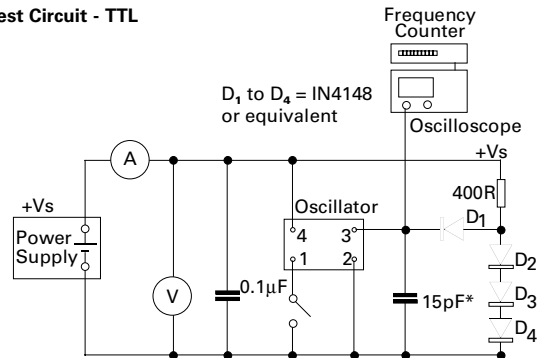 est Circuit - TTL
Frequency
Counter
D₁ to D₄ = IN4148
or equivalent
Oscilloscope
+Vs
A
400R
+Vs
Oscillator
D₁
Power
Supply
4
3
1
2
D₂
V
0.1µF
15pF*
D₃
D₄